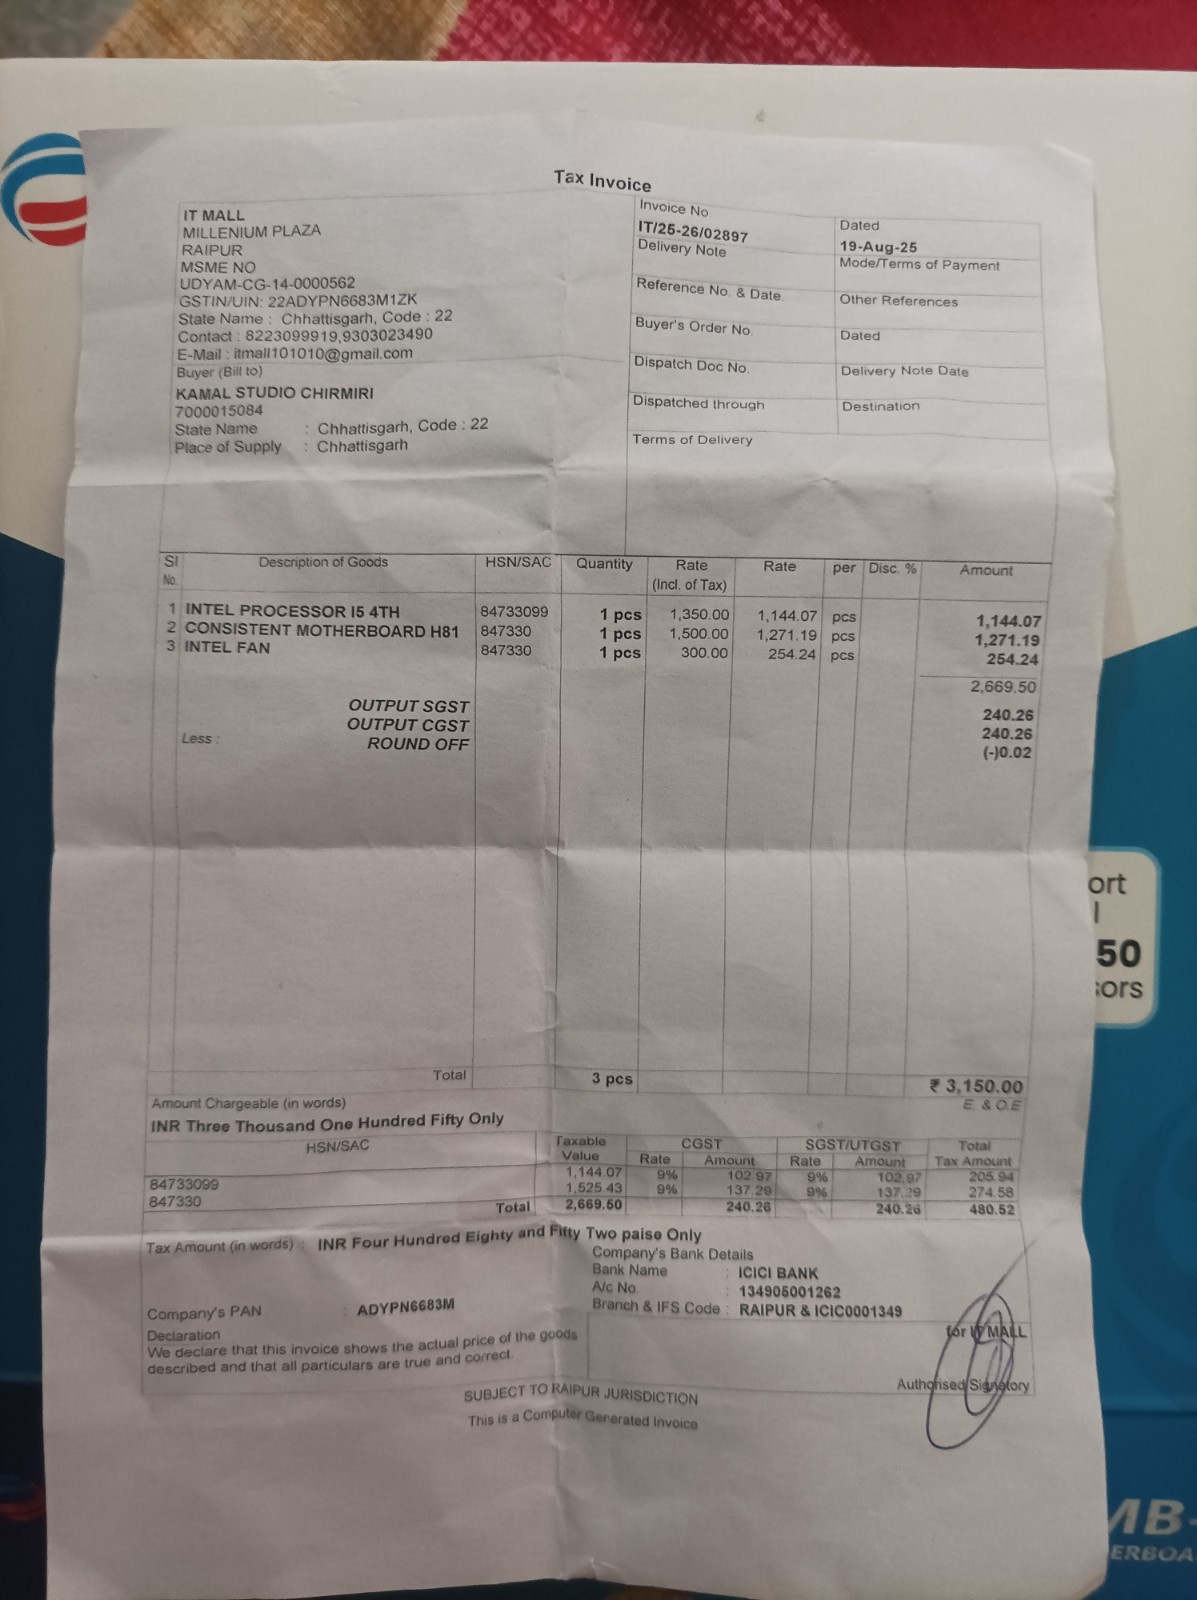 Tax Invoice
IT MALL
MILLENIUM PLAZA
RAIPUR
MSME NO
UDYAM-CG-14-0000562
GSTIN/UIN: 22ADYPN6683M1ZK
State Name : Chhattisgarh, Code : 22
Contact : 8223099919,9303023490
E-Mail : itmall101010@gmail.com
Buyer (Bill to)
KAMAL STUDIO CHIRMIRI
7000015084
State Name : Chhattisgarh, Code : 22
Place of Supply : Chhattisgarh
Invoice No. Dated
IT/25-26/02897 19-Aug-25
Delivery Note Mode/Terms of Payment
Reference No. & Date. Other References
Buyer's Order No. Dated
Dispatch Doc No. Delivery Note Date
Dispatched through Destination
Terms of Delivery
Sl No. Description of Goods HSN/SAC Quantity Rate (Incl. of Tax) Rate per Disc. % Amount
1 INTEL PROCESSOR I5 4TH 84733099 1 pcs 1,350.00 1,144.07 pcs 1,144.07
2 CONSISTENT MOTHERBOARD H81 847330 1 pcs 1,500.00 1,271.19 pcs 1,271.19
3 INTEL FAN 847330 1 pcs 300.00 254.24 pcs 254.24
2,669.50
OUTPUT SGST 240.26
OUTPUT CGST 240.26
Less : ROUND OFF (-)0.02
Total 3 pcs ₹ 3,150.00
Amount Chargeable (in words) E. & O.E
INR Three Thousand One Hundred Fifty Only
HSN/SAC Taxable Value CGST SGST/UTGST Total Tax Amount
Rate Amount Rate Amount
84733099 1,144.07 9% 102.97 9% 102.97 205.94
847330 1,525.43 9% 137.29 9% 137.29 274.58
Total 2,669.50 240.26 240.26 480.52
Tax Amount (in words) : INR Four Hundred Eighty and Fifty Two paise Only
Company's Bank Details
Bank Name : ICICI BANK
A/c No. : 134905001262
Branch & IFS Code : RAIPUR & ICIC0001349
Company's PAN : ADYPN6683M
Declaration
We declare that this invoice shows the actual price of the goods
described and that all particulars are true and correct.
for IT MALL
Authorised Signatory
SUBJECT TO RAIPUR JURISDICTION
This is a Computer Generated Invoice
ort
50
sors
MB-
ERBOA